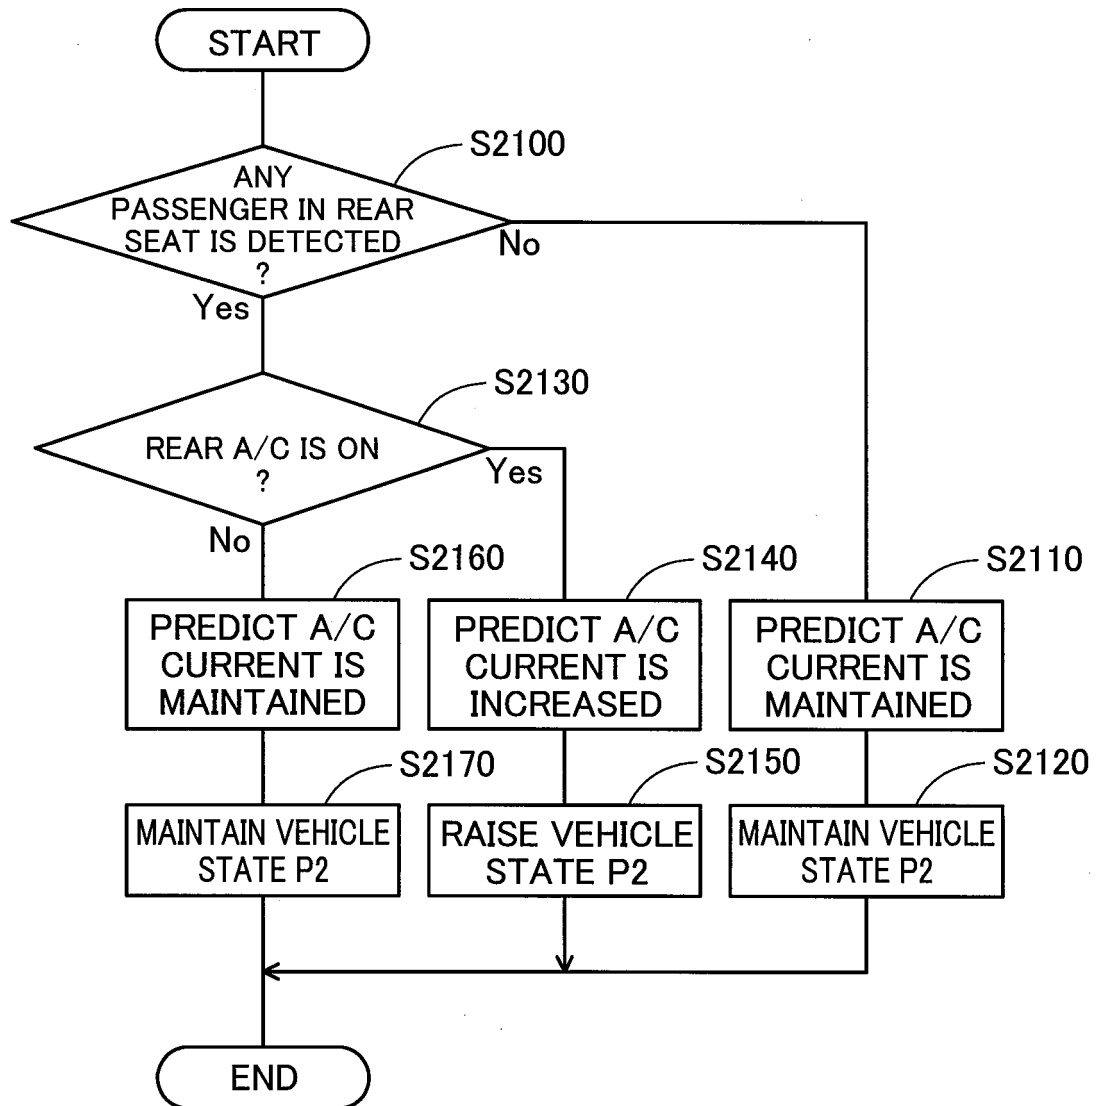 START
S2100
ANY
PASSENGER IN REAR
SEAT IS DETECTED
?
No
Yes
S2130
REAR A/C IS ON
?
Yes
No
S2160
S2140
S2110
PREDICT A/C
CURRENT IS
MAINTAINED
PREDICT A/C
CURRENT IS
INCREASED
PREDICT A/C
CURRENT IS
MAINTAINED
S2170
S2150
S2120
MAINTAIN VEHICLE
STATE P2
RAISE VEHICLE
STATE P2
MAINTAIN VEHICLE
STATE P2
END